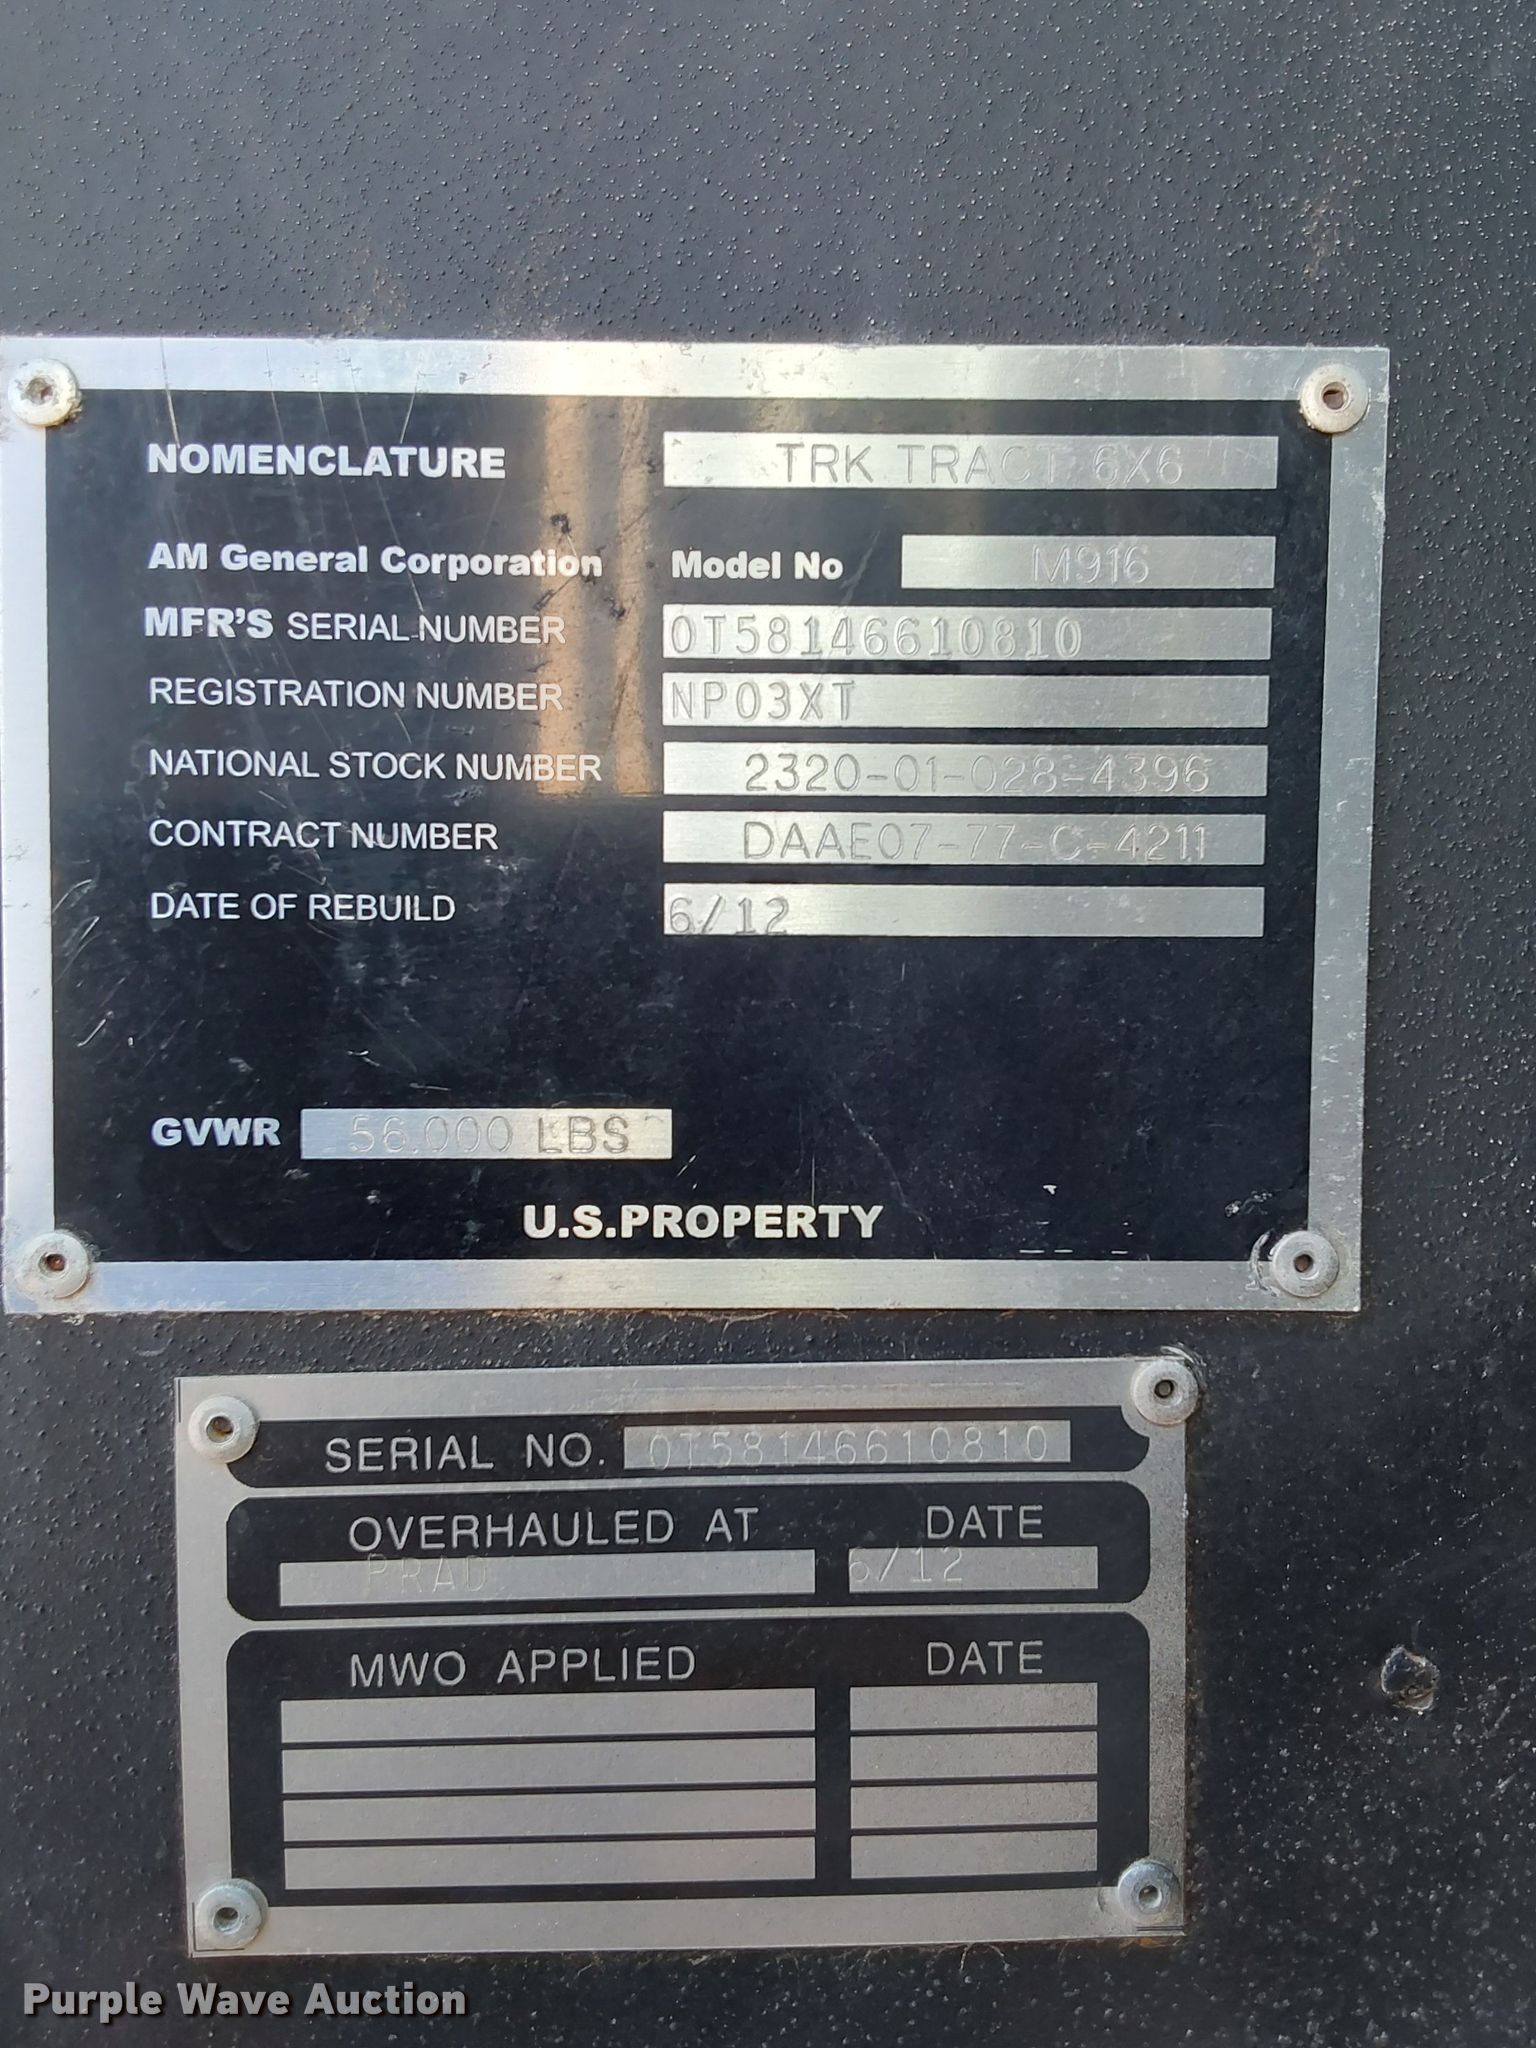 NOMENCLATURE TRK TRACT 6X6
AM General Corporation Model No M916
MFR'S SERIAL NUMBER 0T58146610810
REGISTRATION NUMBER NP03XT
NATIONAL STOCK NUMBER 2320-01-028-4396
CONTRACT NUMBER DAAE07-77-C-4211
DATE OF REBUILD 6/12
GVWR 56.000 LBS
U.S.PROPERTY
SERIAL NO. 0T58146610810
OVERHAULED AT DATE
PRAD 6/12
MWO APPLIED DATE
Purple Wave Auction